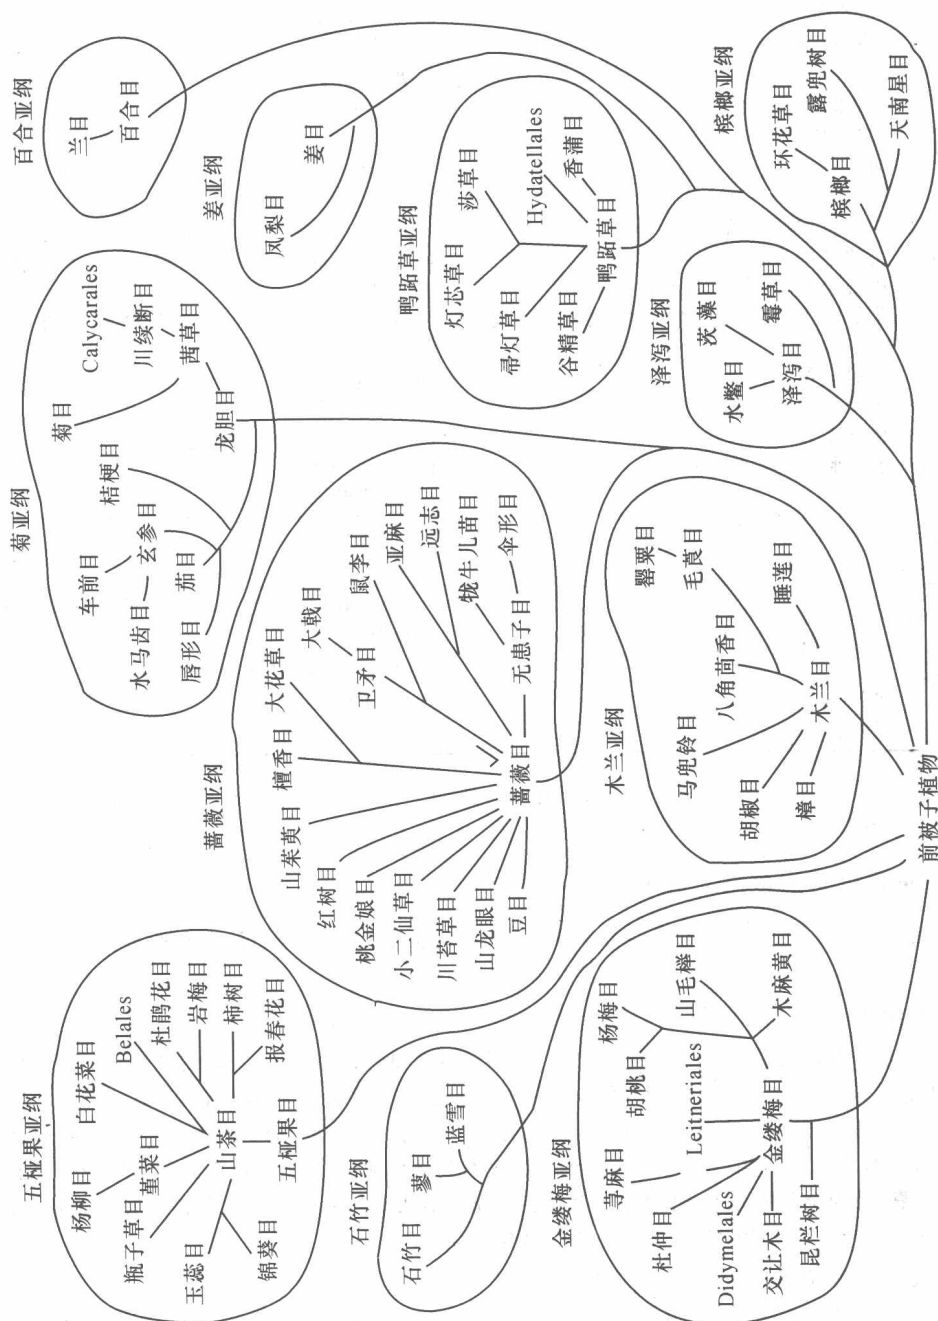 五桠果亚纲
杨柳目
白花菜目
Belales
杜鹃花目
岩梅目
柿树目
报春花目
瓶子草目
堇菜目
山茶目
五桠果目
玉蕊目
锦葵目
石竹亚纲
石竹目
蓼目
蓝雪目
金缕梅亚纲
荨麻目
胡桃目
杨梅目
山毛榉目
木麻黄目
Leitneriales
杜仲目
Didymelales
交让木目
昆栏树目
金缕梅目
菊亚纲
车前目
桔梗目
菊目
Calycarales
川续断目
茜草目
龙胆目
水马齿目
玄参目
唇形目
茄目
蔷薇亚纲
山茱萸目
檀香目
大花草目
大戟目
卫矛目
鼠李目
亚麻目
远志目
牻牛儿苗目
伞形目
无患子目
红树目
桃金娘目
小二仙草目
川苔草目
山龙眼目
豆目
蔷薇目
木兰亚纲
马兜铃目
八角茴香目
罂粟目
毛茛目
睡莲目
胡椒目
樟目
木兰目
前被子植物
百合亚纲
兰目
百合目
姜亚纲
凤梨目
姜目
鸭跖草亚纲
灯芯草目
莎草目
Hydatellales
香蒲目
帚灯草目
谷精草目
鸭跖草目
泽泻亚纲
水鳖目
茨藻目
泽泻目
霉草目
槟榔亚纲
环花草目
露兜树目
槟榔目
天南星目